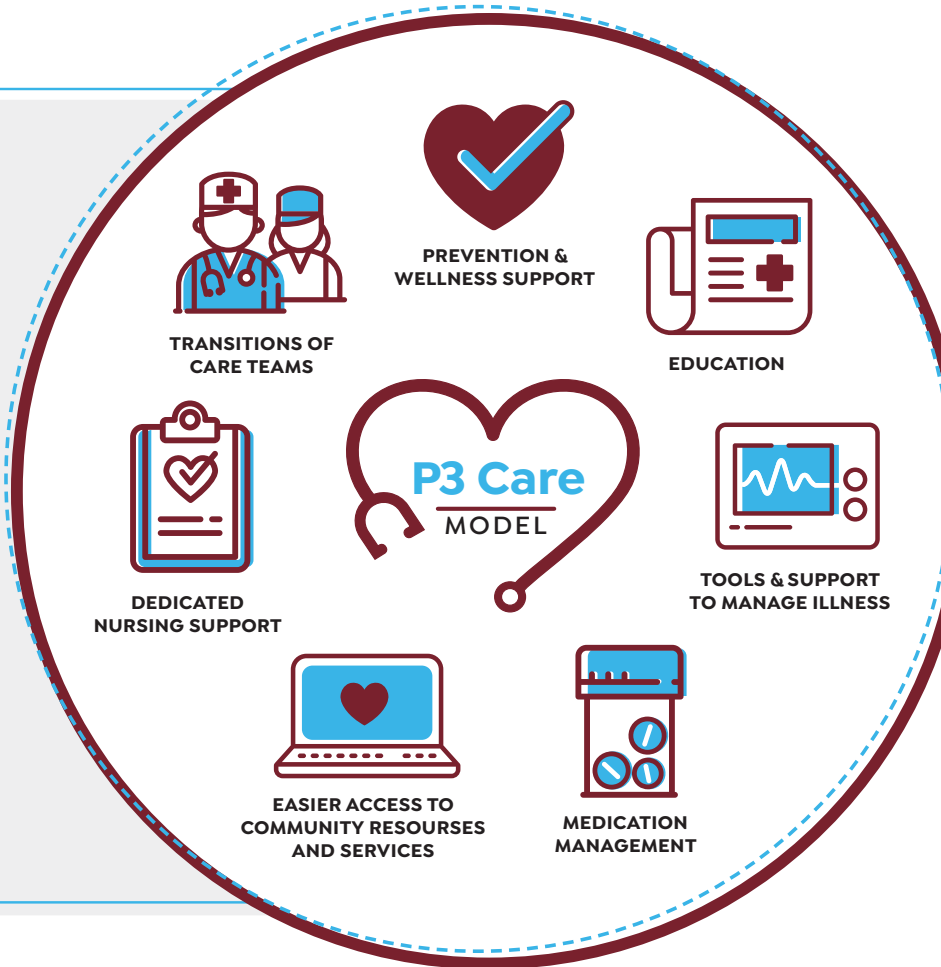 PREVENTION &
WELLNESS SUPPORT
TRANSITIONS OF
CARE TEAMS
EDUCATION
P3 Care
MODEL
TOOLS & SUPPORT
TO MANAGE ILLNESS
DEDICATED
NURSING SUPPORT
EASIER ACCESS TO
COMMUNITY RESOURSES
AND SERVICES
MEDICATION
MANAGEMENT